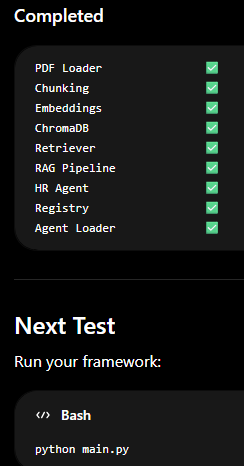 Completed
PDF Loader ✅
Chunking ✅
Embeddings ✅
ChromaDB ✅
Retriever ✅
RAG Pipeline ✅
HR Agent ✅
Registry ✅
Agent Loader ✅
Next Test
Run your framework:
</> Bash
python main.py